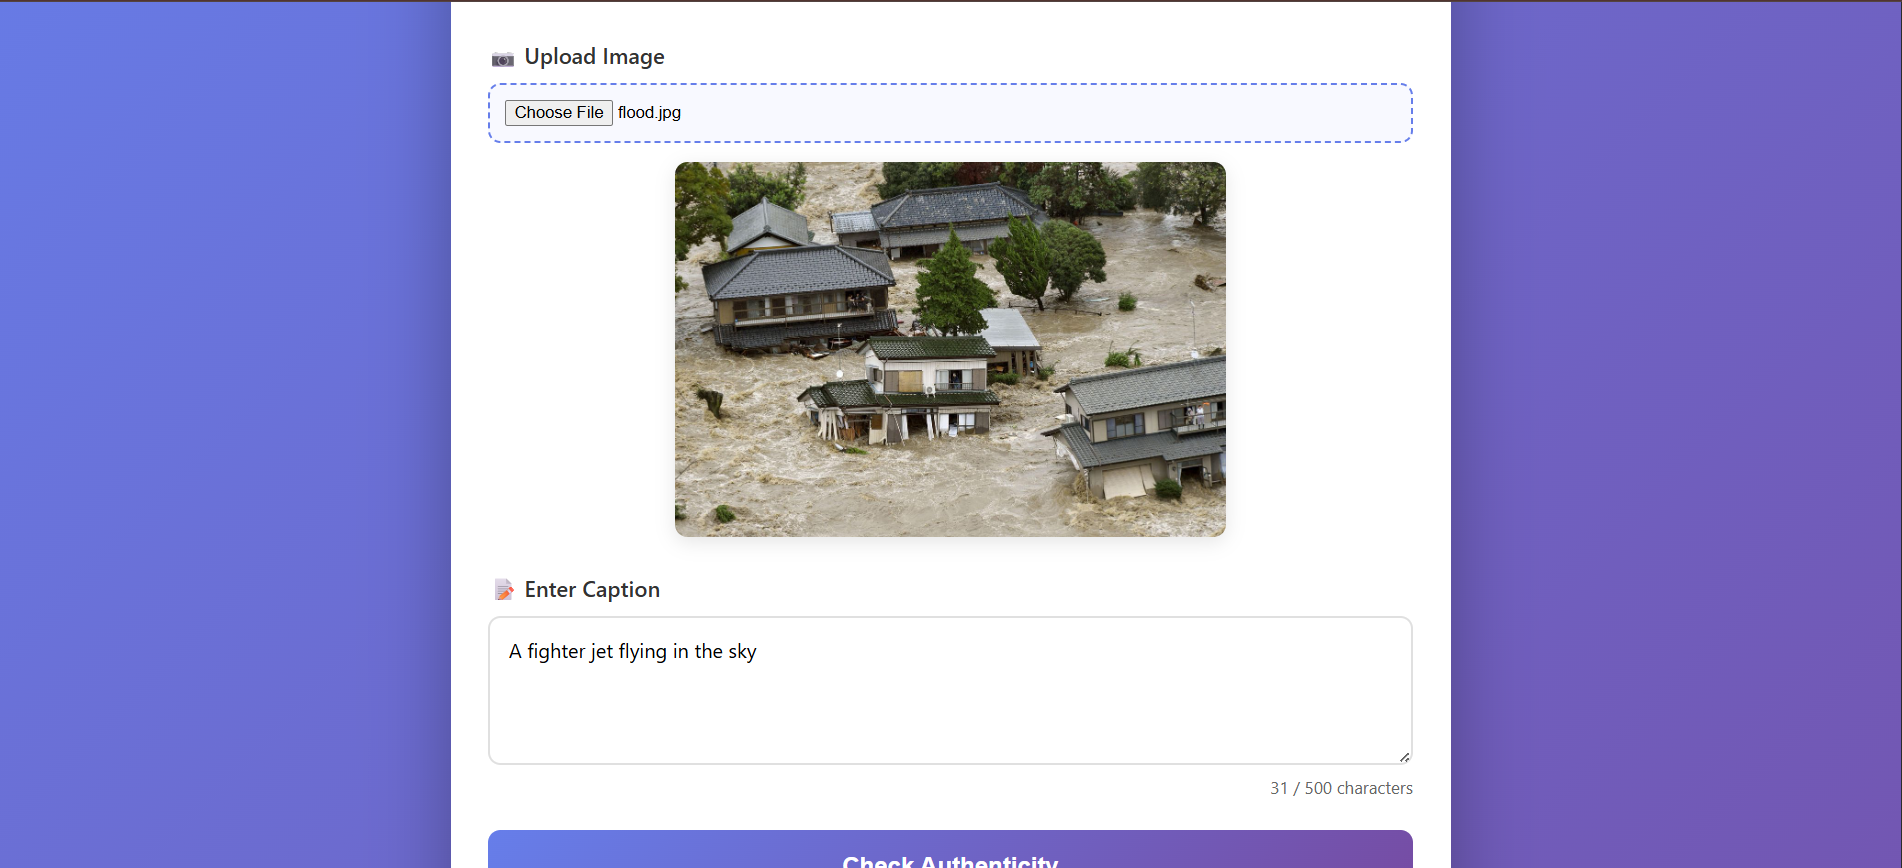 Upload Image
Choose File flood.jpg
Enter Caption
A fighter jet flying in the sky
31 / 500 characters
Check Authenticity